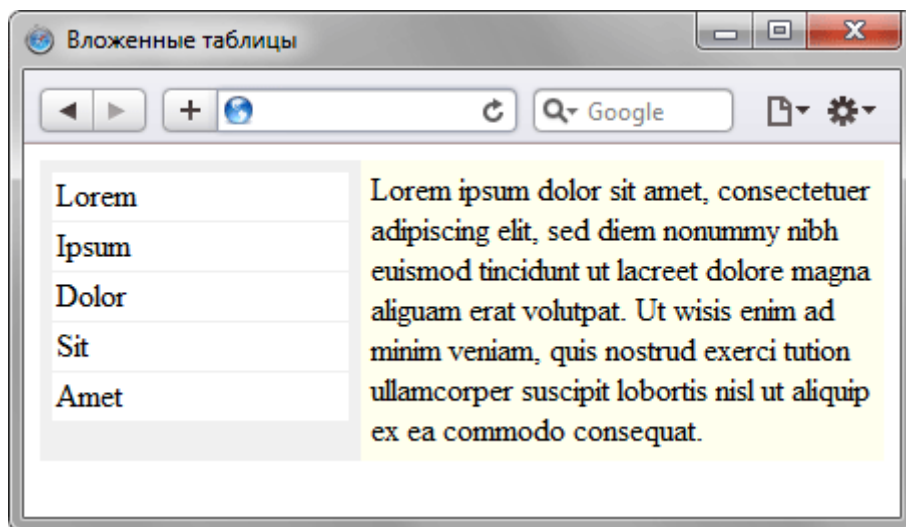 Вложенные таблицы
Google
Lorem
Ipsum
Dolor
Sit
Amet
Lorem ipsum dolor sit amet, consectetuer
adipiscing elit, sed diem nonummy nibh
euismod tincidunt ut lacreet dolore magna
aliguam erat volutpat. Ut wisis enim ad
minim veniam, quis nostrud exerci tution
ullamcorper suscipit lobortis nisl ut aliquip
ex ea commodo consequat.